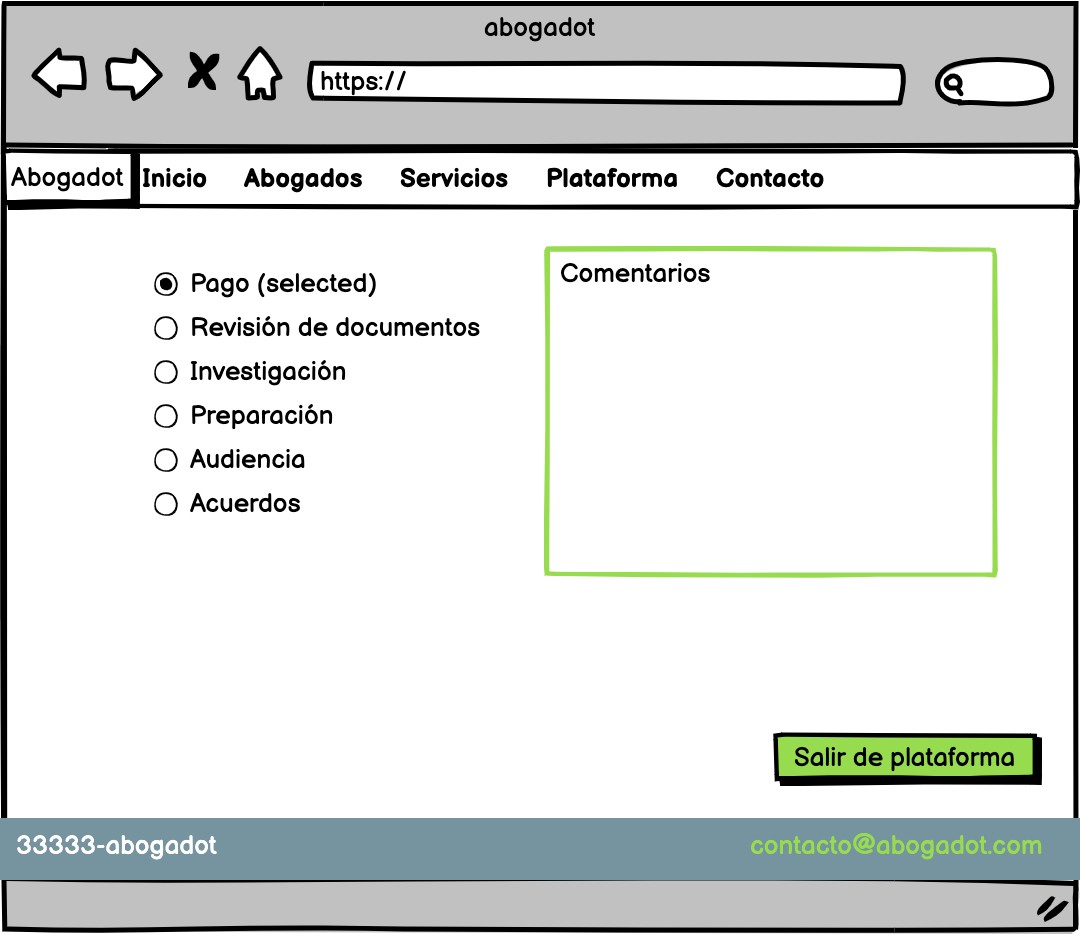 abogadot
https://
Abogadot Inicio Abogados Servicios Plataforma Contacto
Pago (selected)
Revisión de documentos
Investigación
Preparación
Audiencia
Acuerdos
Comentarios
Salir de plataforma
33333-abogadot
contacto@abogadot.com